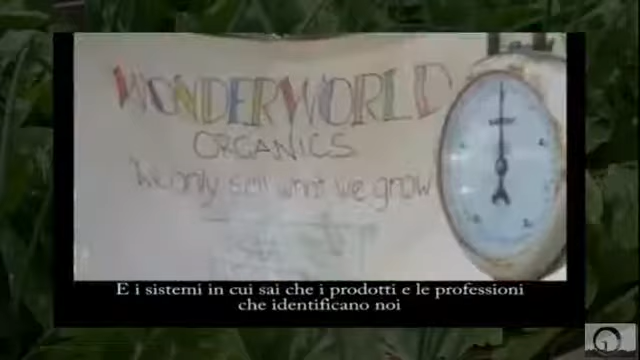 WONDERWORLD
ORGANICS
We only sell what we grow
E i sistemi in cui sai che i prodotti e le professioni
che identificano noi